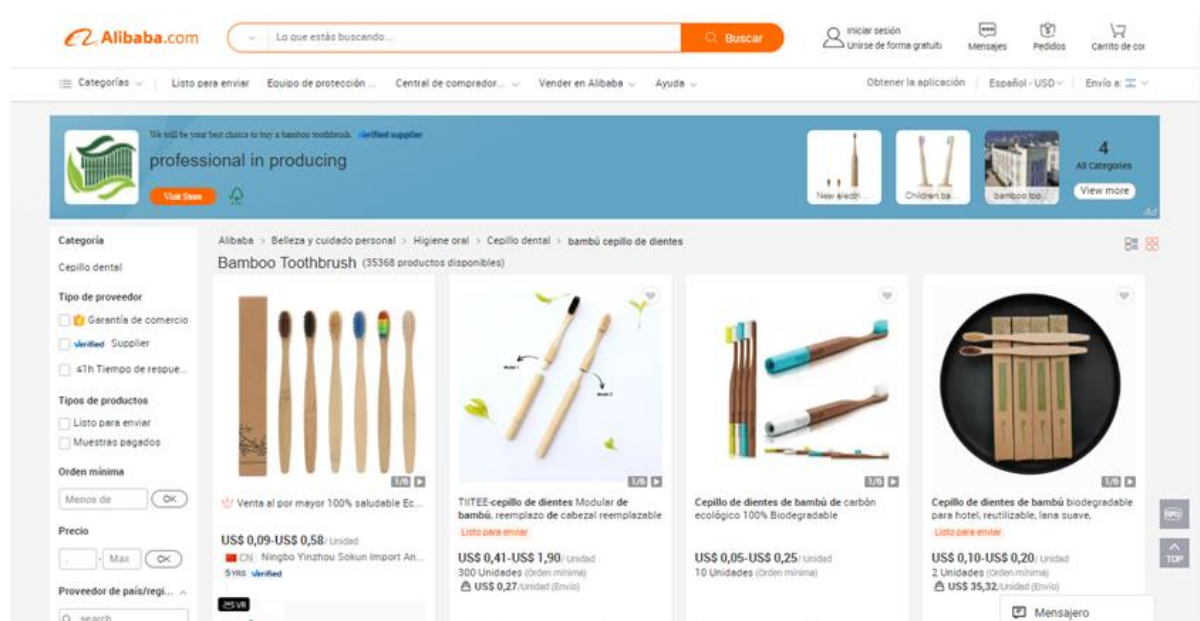 Alibaba.com
Lo que estás buscando...
Buscar
Iniciar sesión
Unirse de forma gratuita
Mensajes
Pedidos
Carrito de co
Categorías
Listo para enviar
Equipo de protección ...
Central de comprador...
Vender en Alibaba
Ayuda
Obtener la aplicación
Español - USD
Envío a:
We will be your best choice to buy a bamboo toothbrush
Verified supplier
professional in producing
Visit Store
New electri...
Children ba...
bamboo too...
4
All Categories
View more
Ad
Categoría
Cepillo dental
Tipo de proveedor
Garantía de comercio
Verified Supplier
≤1h Tiempo de respue...
Tipos de productos
Listo para enviar
Muestras pagados
Orden mínima
Menos de
OK
Precio
- Max
OK
Proveedor de país/regi...
search
Alibaba > Belleza y cuidado personal > Higiene oral > Cepillo dental > bambú cepillo de dientes
Bamboo Toothbrush (35368 productos disponibles)
1/6
Venta al por mayor 100% saludable Ec...
US$ 0,09-US$ 0,58/ Unidad
CN Ningbo Yinzhou Sokun Import An...
5 YRS Verified
VR
Model 1
Model 2
1/6
TIITEE-cepillo de dientes Modular de
bambú, reemplazo de cabezal reemplazable
Listo para enviar
US$ 0,41-US$ 1,90/ Unidad
300 Unidades (Orden mínima)
US$ 0,27/Unidad (Envío)
1/6
Cepillo de dientes de bambú de carbón
ecológico 100% Biodegradable
US$ 0,05-US$ 0,25/ Unidad
10 Unidades (Orden mínima)
1/6
Cepillo de dientes de bambú biodegradable
para hotel, reutilizable, lana suave,
Listo para enviar
US$ 0,10-US$ 0,20/ Unidad
2 Unidades (Orden mínima)
US$ 35,32/Unidad (Envío)
RFQ
TOP
Mensajero